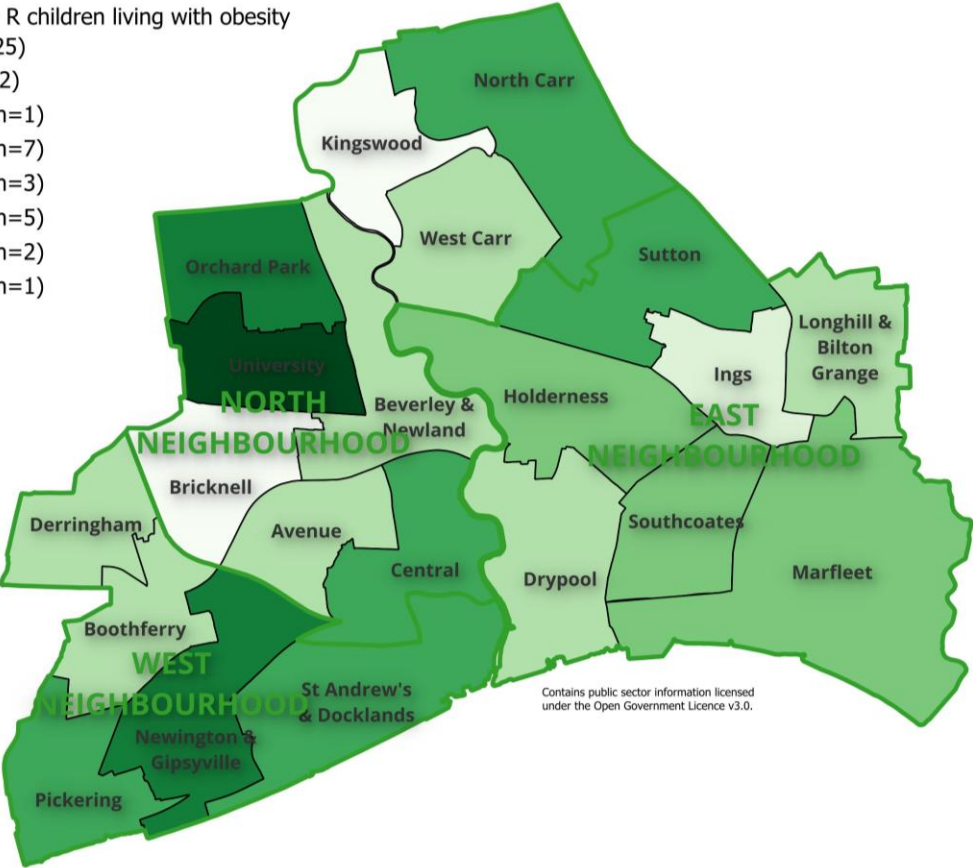 R children living with obesity
25)
2)
n=1)
n=7)
n=3)
n=5)
n=2)
n=1)
North Carr
Kingswood
West Carr
Sutton
Orchard Park
Longhill &
Bilton
Grange
University
Ings
Holderness
NORTH
NEIGHBOURHOOD
Beverley &
Newland
EAST
NEIGHBOURHOOD
Bricknell
Derringham
Avenue
Southcoates
Central
Drypool
Marfleet
Boothferry
WEST
NEIGHBOURHOOD
St Andrew's
& Docklands
Newington &
Gipsyville
Pickering
Contains public sector information licensed
under the Open Government Licence v3.0.